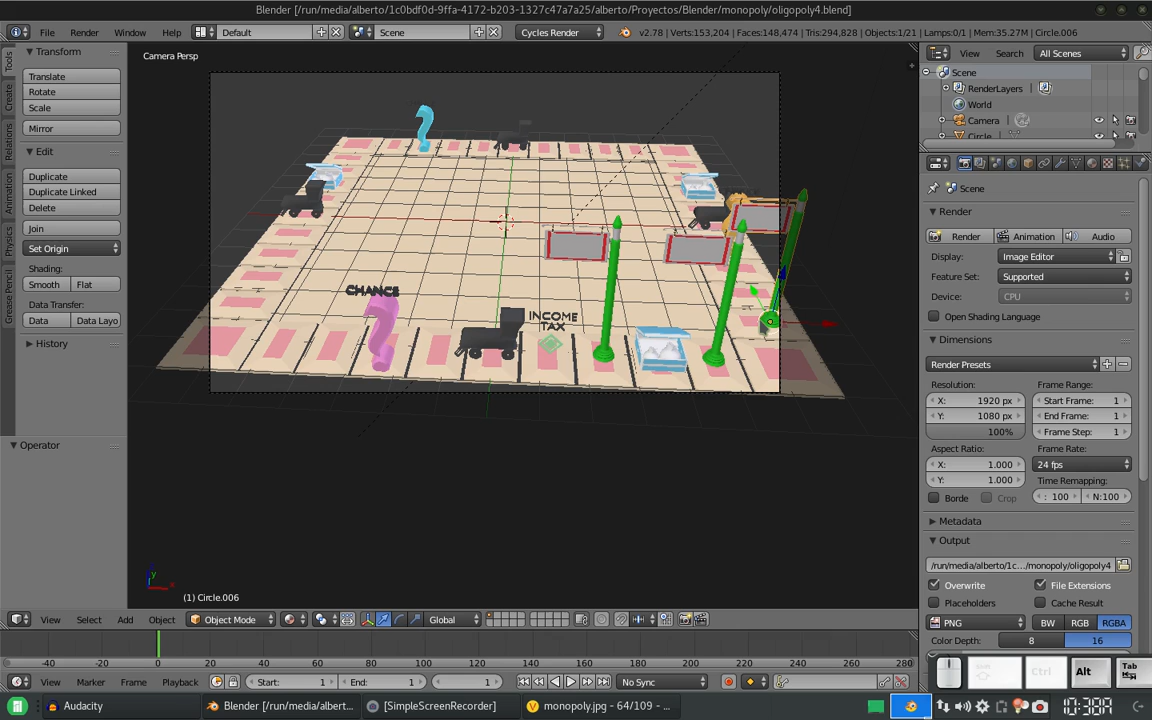 Blender [/run/media/alberto/1c0bdf0d-9ffa-4172-b203-1327c47a7a25/alberto/Proyectos/Blender/monopoly/oligopoly4.blend]
File Render Window Help Default Scene Cycles Render v2.78 | Verts:153,204 | Faces:148,474 | Tris:294,828 | Objects:1/21 | Lamps:0/1 | Mem:35.27M | Circle.006
Tools
Create
Relations
Animation
Physics
Grease Pencil
Transform
Translate
Rotate
Scale
Mirror
Edit
Duplicate
Duplicate Linked
Delete
Join
Set Origin
Shading:
Smooth Flat
Data Transfer:
Data Data Layo
History
Operator
Camera Persp
CHANCE
INCOME
TAX
y
x
(1) Circle.006
View Search All Scenes
Scene
RenderLayers
World
Camera
Circle
Scene
Render
Render Animation Audio
Display: Image Editor
Feature Set: Supported
Device: CPU
Open Shading Language
Dimensions
Render Presets
Resolution: Frame Range:
X: 1920 px Start Frame: 1
Y: 1080 px End Frame: 1
100% Frame Step: 1
Aspect Ratio: Frame Rate:
X: 1.000 24 fps
Y: 1.000 Time Remapping:
Borde Crop : 100 N:100
Metadata
Output
/run/media/alberto/1c.../monopoly/oligopoly4
Overwrite File Extensions
Placeholders Cache Result
PNG BW RGB RGBA
Color Depth: 8 16
View Select Add Object Object Mode Global
-40 -20 0 20 40 60 80 100 120 140 160 180 200 220 240 260 280
View Marker Frame Playback Start: 1 End: 1 1 No Sync
Ctrl Alt Tab
Audacity Blender [/run/media/albert... [SimpleScreenRecorder] monopoly.jpg - 64/109 - ...